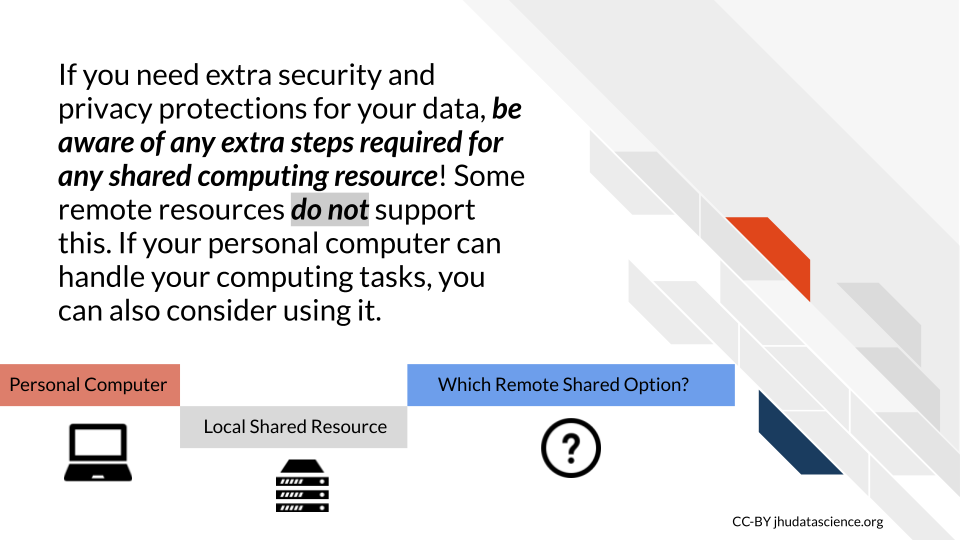 If you need extra security and
privacy protections for your data, be
aware of any extra steps required for
any shared computing resource! Some
remote resources do not support
this. If your personal computer can
handle your computing tasks, you
can also consider using it.
Personal Computer
Local Shared Resource
Which Remote Shared Option?
?
CC-BY jhudatascience.org